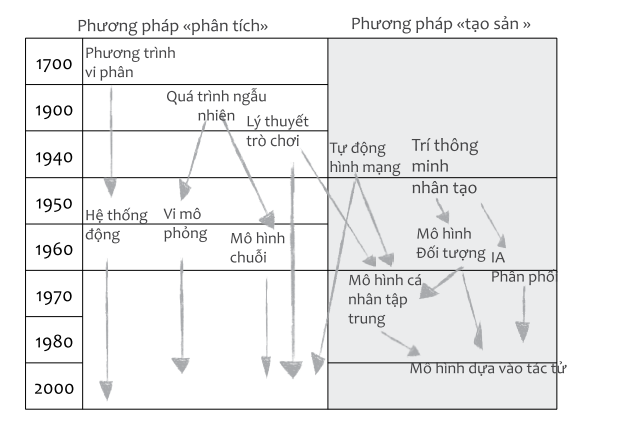 Phương pháp «phân tích»
Phương pháp «tạo sản »
1700
Phương trình
vi phân
1900
Quá trình ngẫu
nhiên
Lý thuyết
trò chơi
1940
Tự động
hình mạng
Trí thông
minh
nhân tạo
1950
Hệ thống
động
Vi mô
phỏng
1960
Mô hình
chuỗi
Mô hình
Đối tượng
IA
Phân phố
1970
Mô hình cá
nhân tập
trung
1980
Mô hình dựa vào tác tử
2000